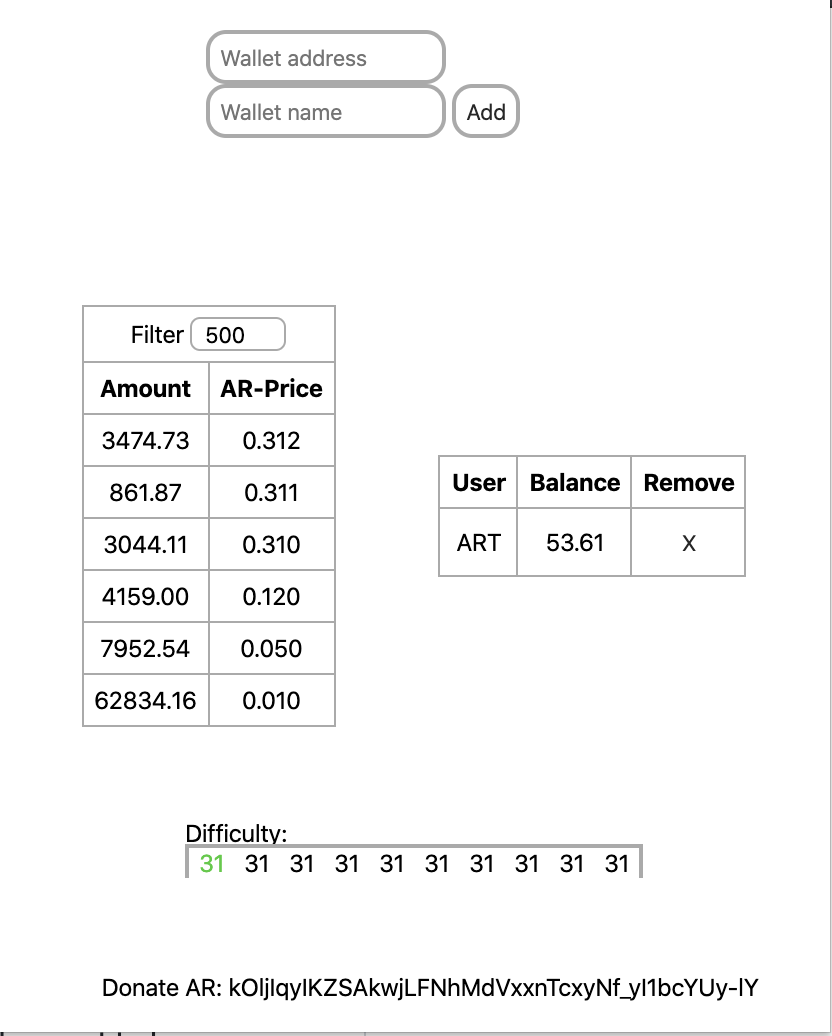 Wallet address
Wallet name Add
Filter 500
Amount AR-Price
3474.73 0.312
861.87 0.311
3044.11 0.310
4159.00 0.120
7952.54 0.050
62834.16 0.010
User Balance Remove
ART 53.61 X
Difficulty:
31 31 31 31 31 31 31 31 31 31
Donate AR: kOljIqyIKZSAkwjLFNhMdVxxnTcxyNf_yI1bcYUy-lY